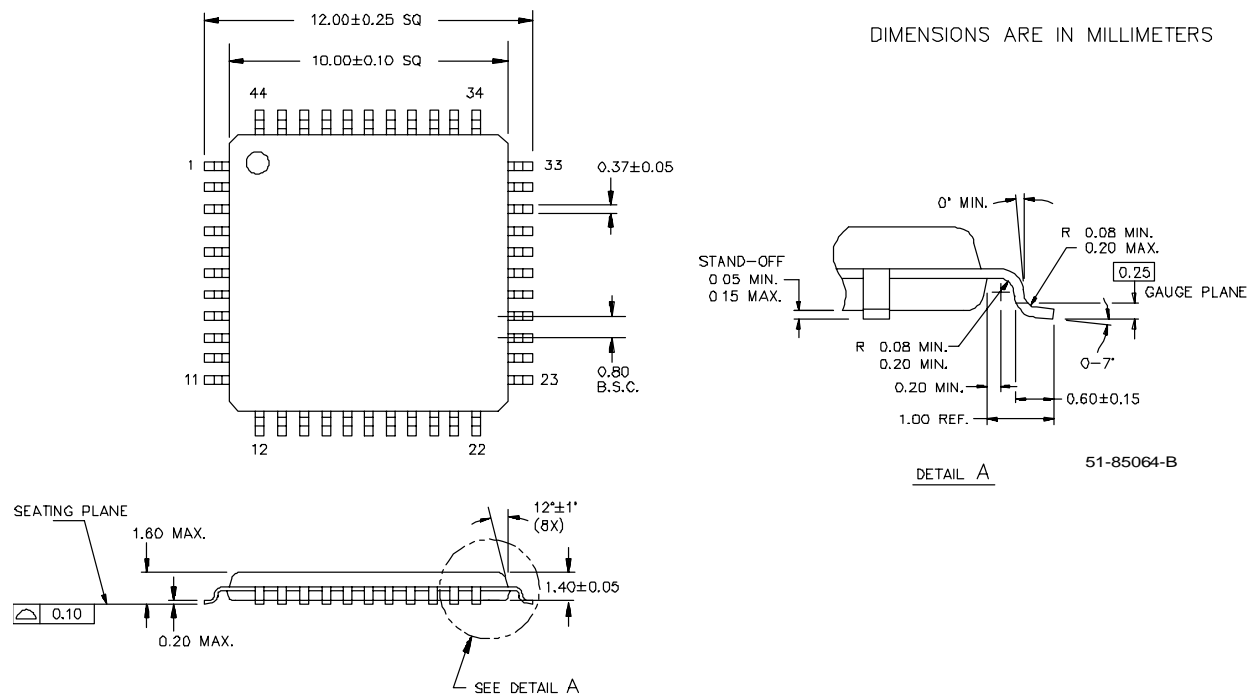 12.00±0.25 SQ
DIMENSIONS ARE IN MILLIMETERS
10.00±0.10 SQ
44
34
1
33
0.37±0.05
0.80
B.S.C.
11
23
12
22
0° MIN.
R 0.08 MIN.
0.20 MAX.
STAND-OFF
0 05 MIN.
0 15 MAX.
0.25
GAUGE PLANE
R 0.08 MIN.
0.20 MIN.
0-7°
0.20 MIN.
0.60±0.15
1.00 REF.
DETAIL A
51-85064-B
SEATING PLANE
1.60 MAX.
12°±1°
(8X)
1.40±0.05
0.10
0.20 MAX.
SEE DETAIL A